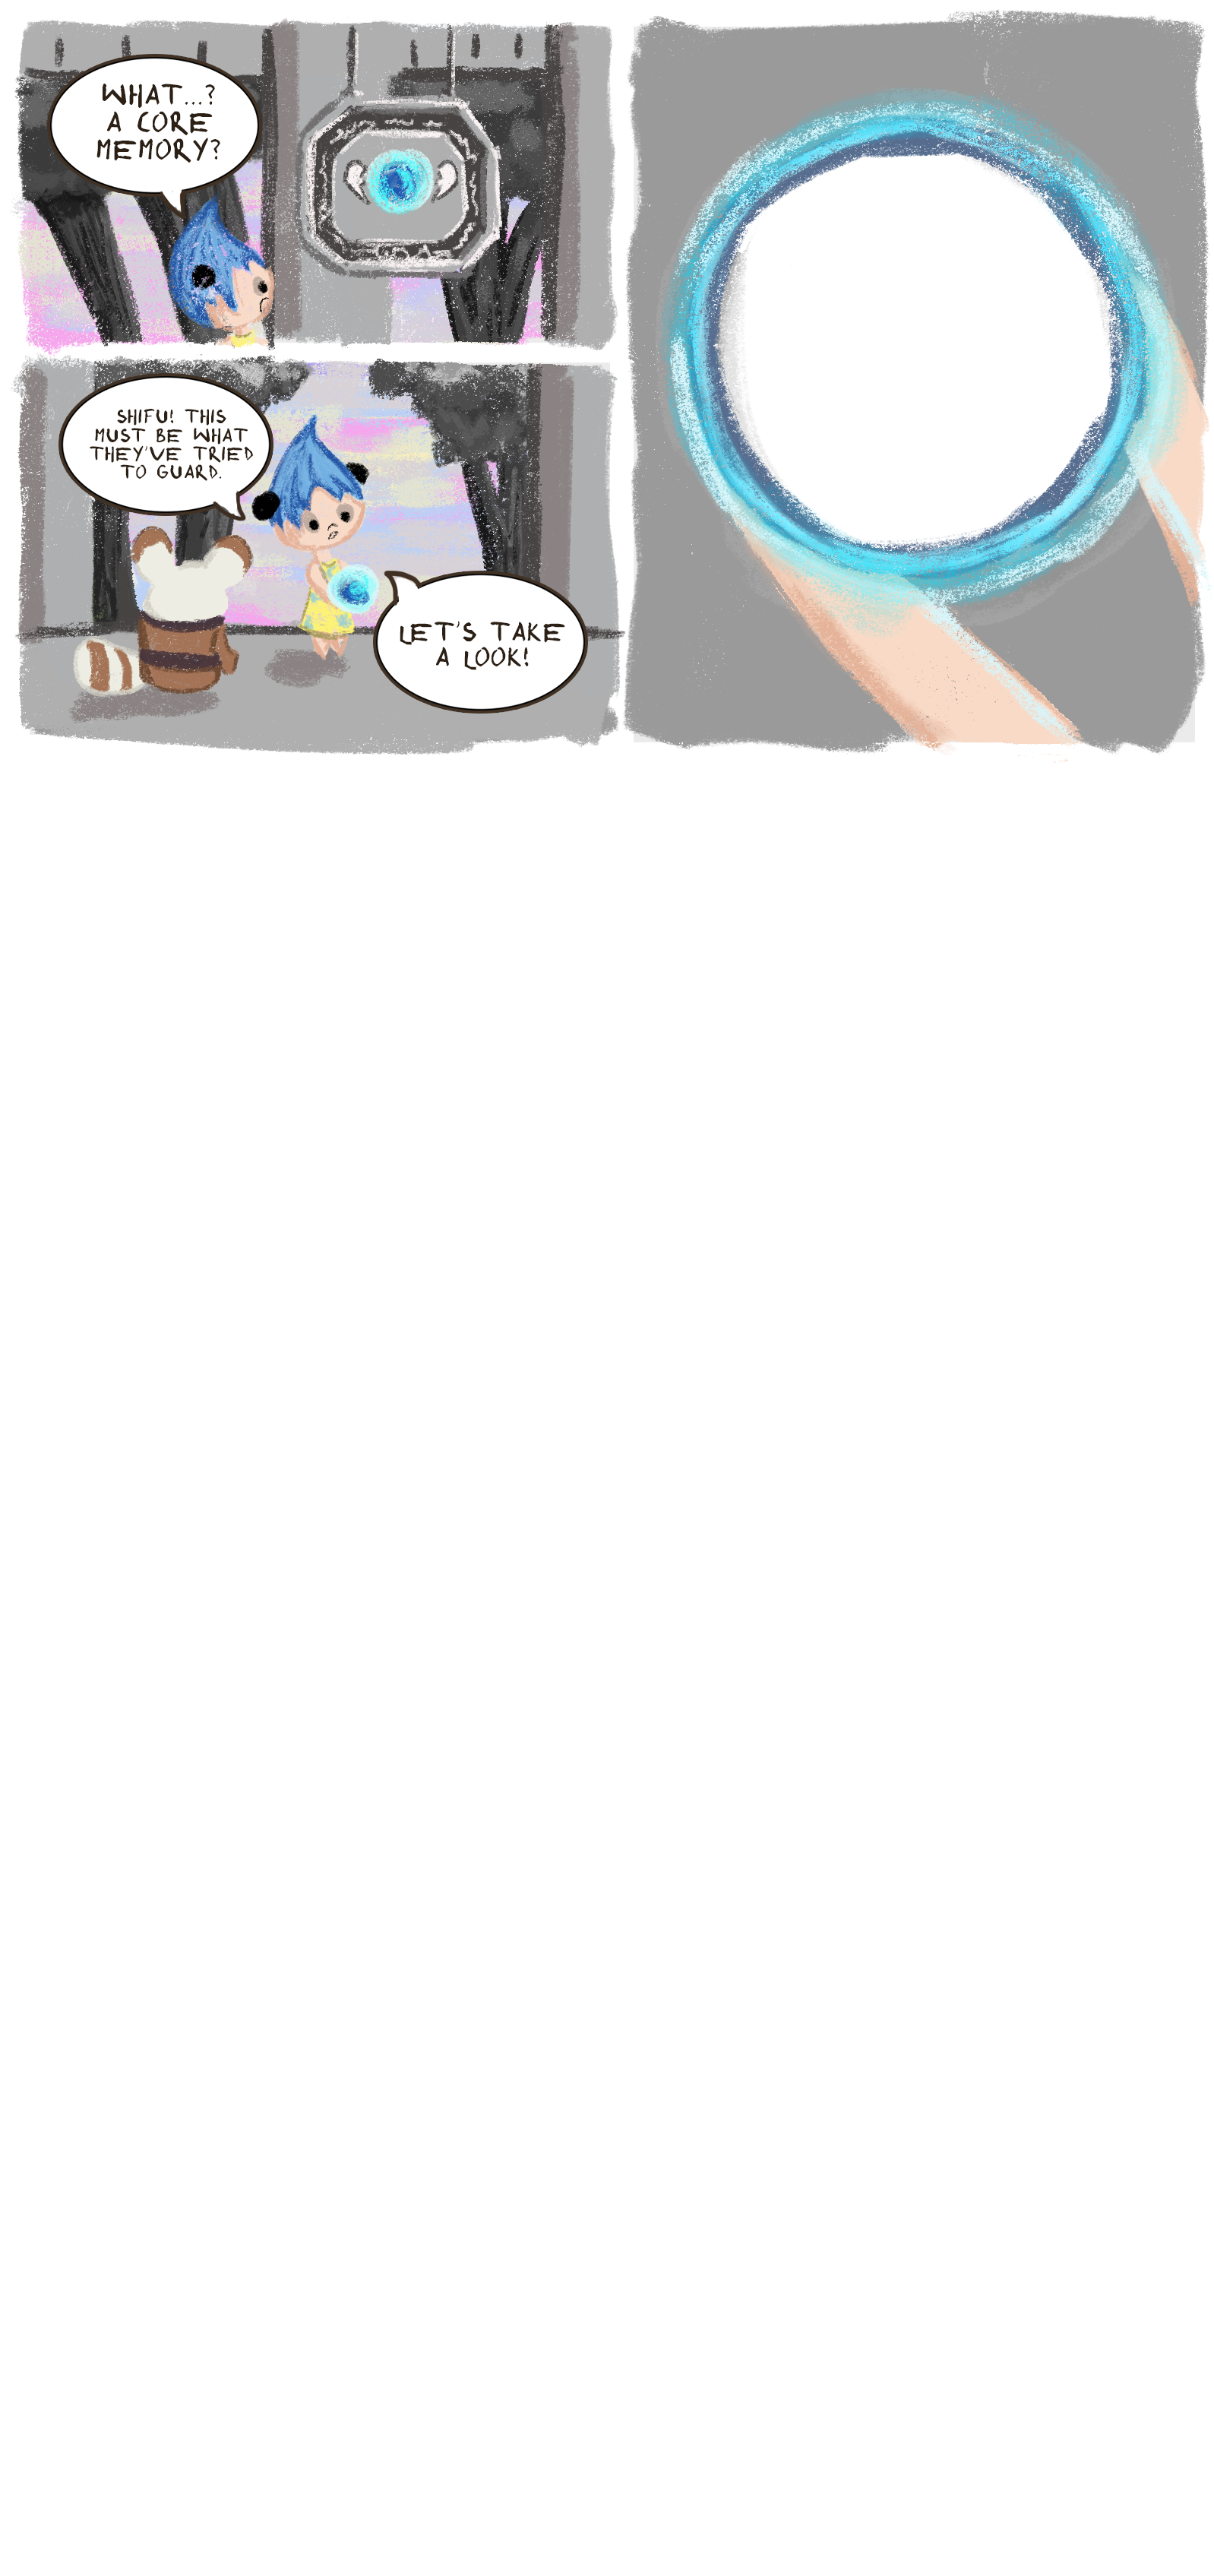 WHAT...?
A CORE
MEMORY?
SHIFU! THIS
MUST BE WHAT
THEY'VE TRIED
TO GUARD.
LET'S TAKE
A LOOK!